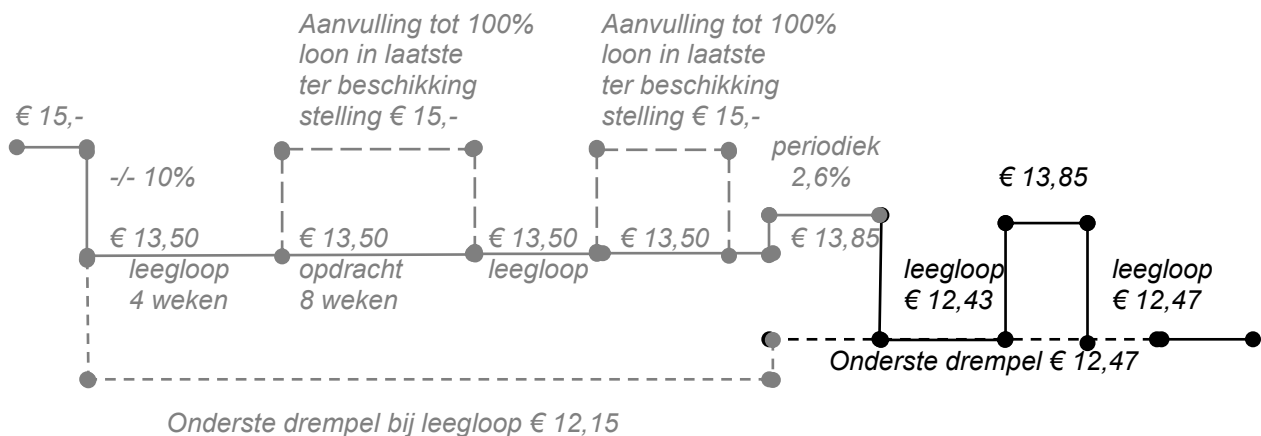 Aanvulling tot 100%
loon in laatste
ter beschikking
stelling € 15,-
Aanvulling tot 100%
loon in laatste
ter beschikking
stelling € 15,-
€ 15,-
-/- 10%
periodiek
2,6%
€ 13,85
€ 13,50
leegloop
4 weken
€ 13,50
opdracht
8 weken
€ 13,50
leegloop
€ 13,50
€ 13,85
leegloop
€ 12,43
leegloop
€ 12,47
Onderste drempel € 12,47
Onderste drempel bij leegloop € 12,15